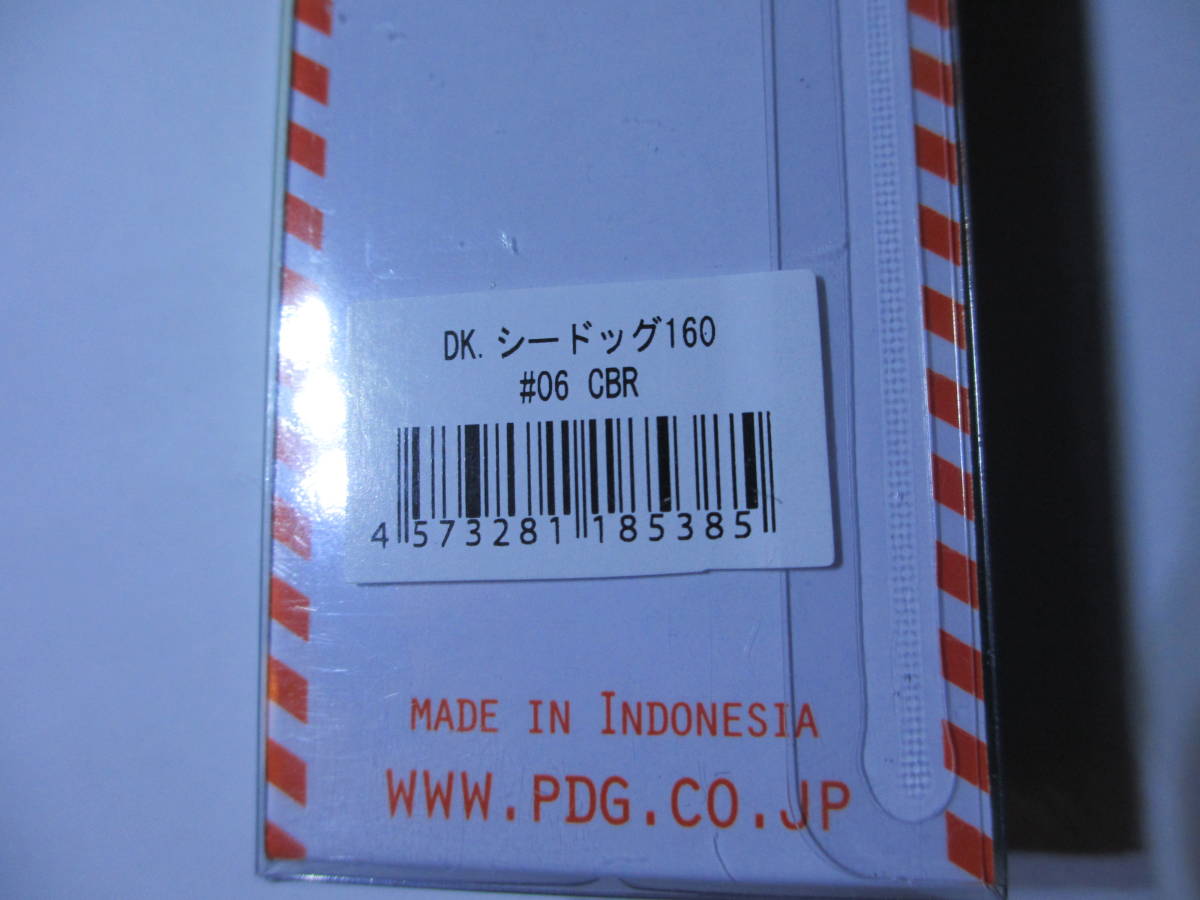 DK.シードッグ160
#06 CBR
4 573281 185385
MADE IN INDONESIA
WWW.PDG.CO.JP